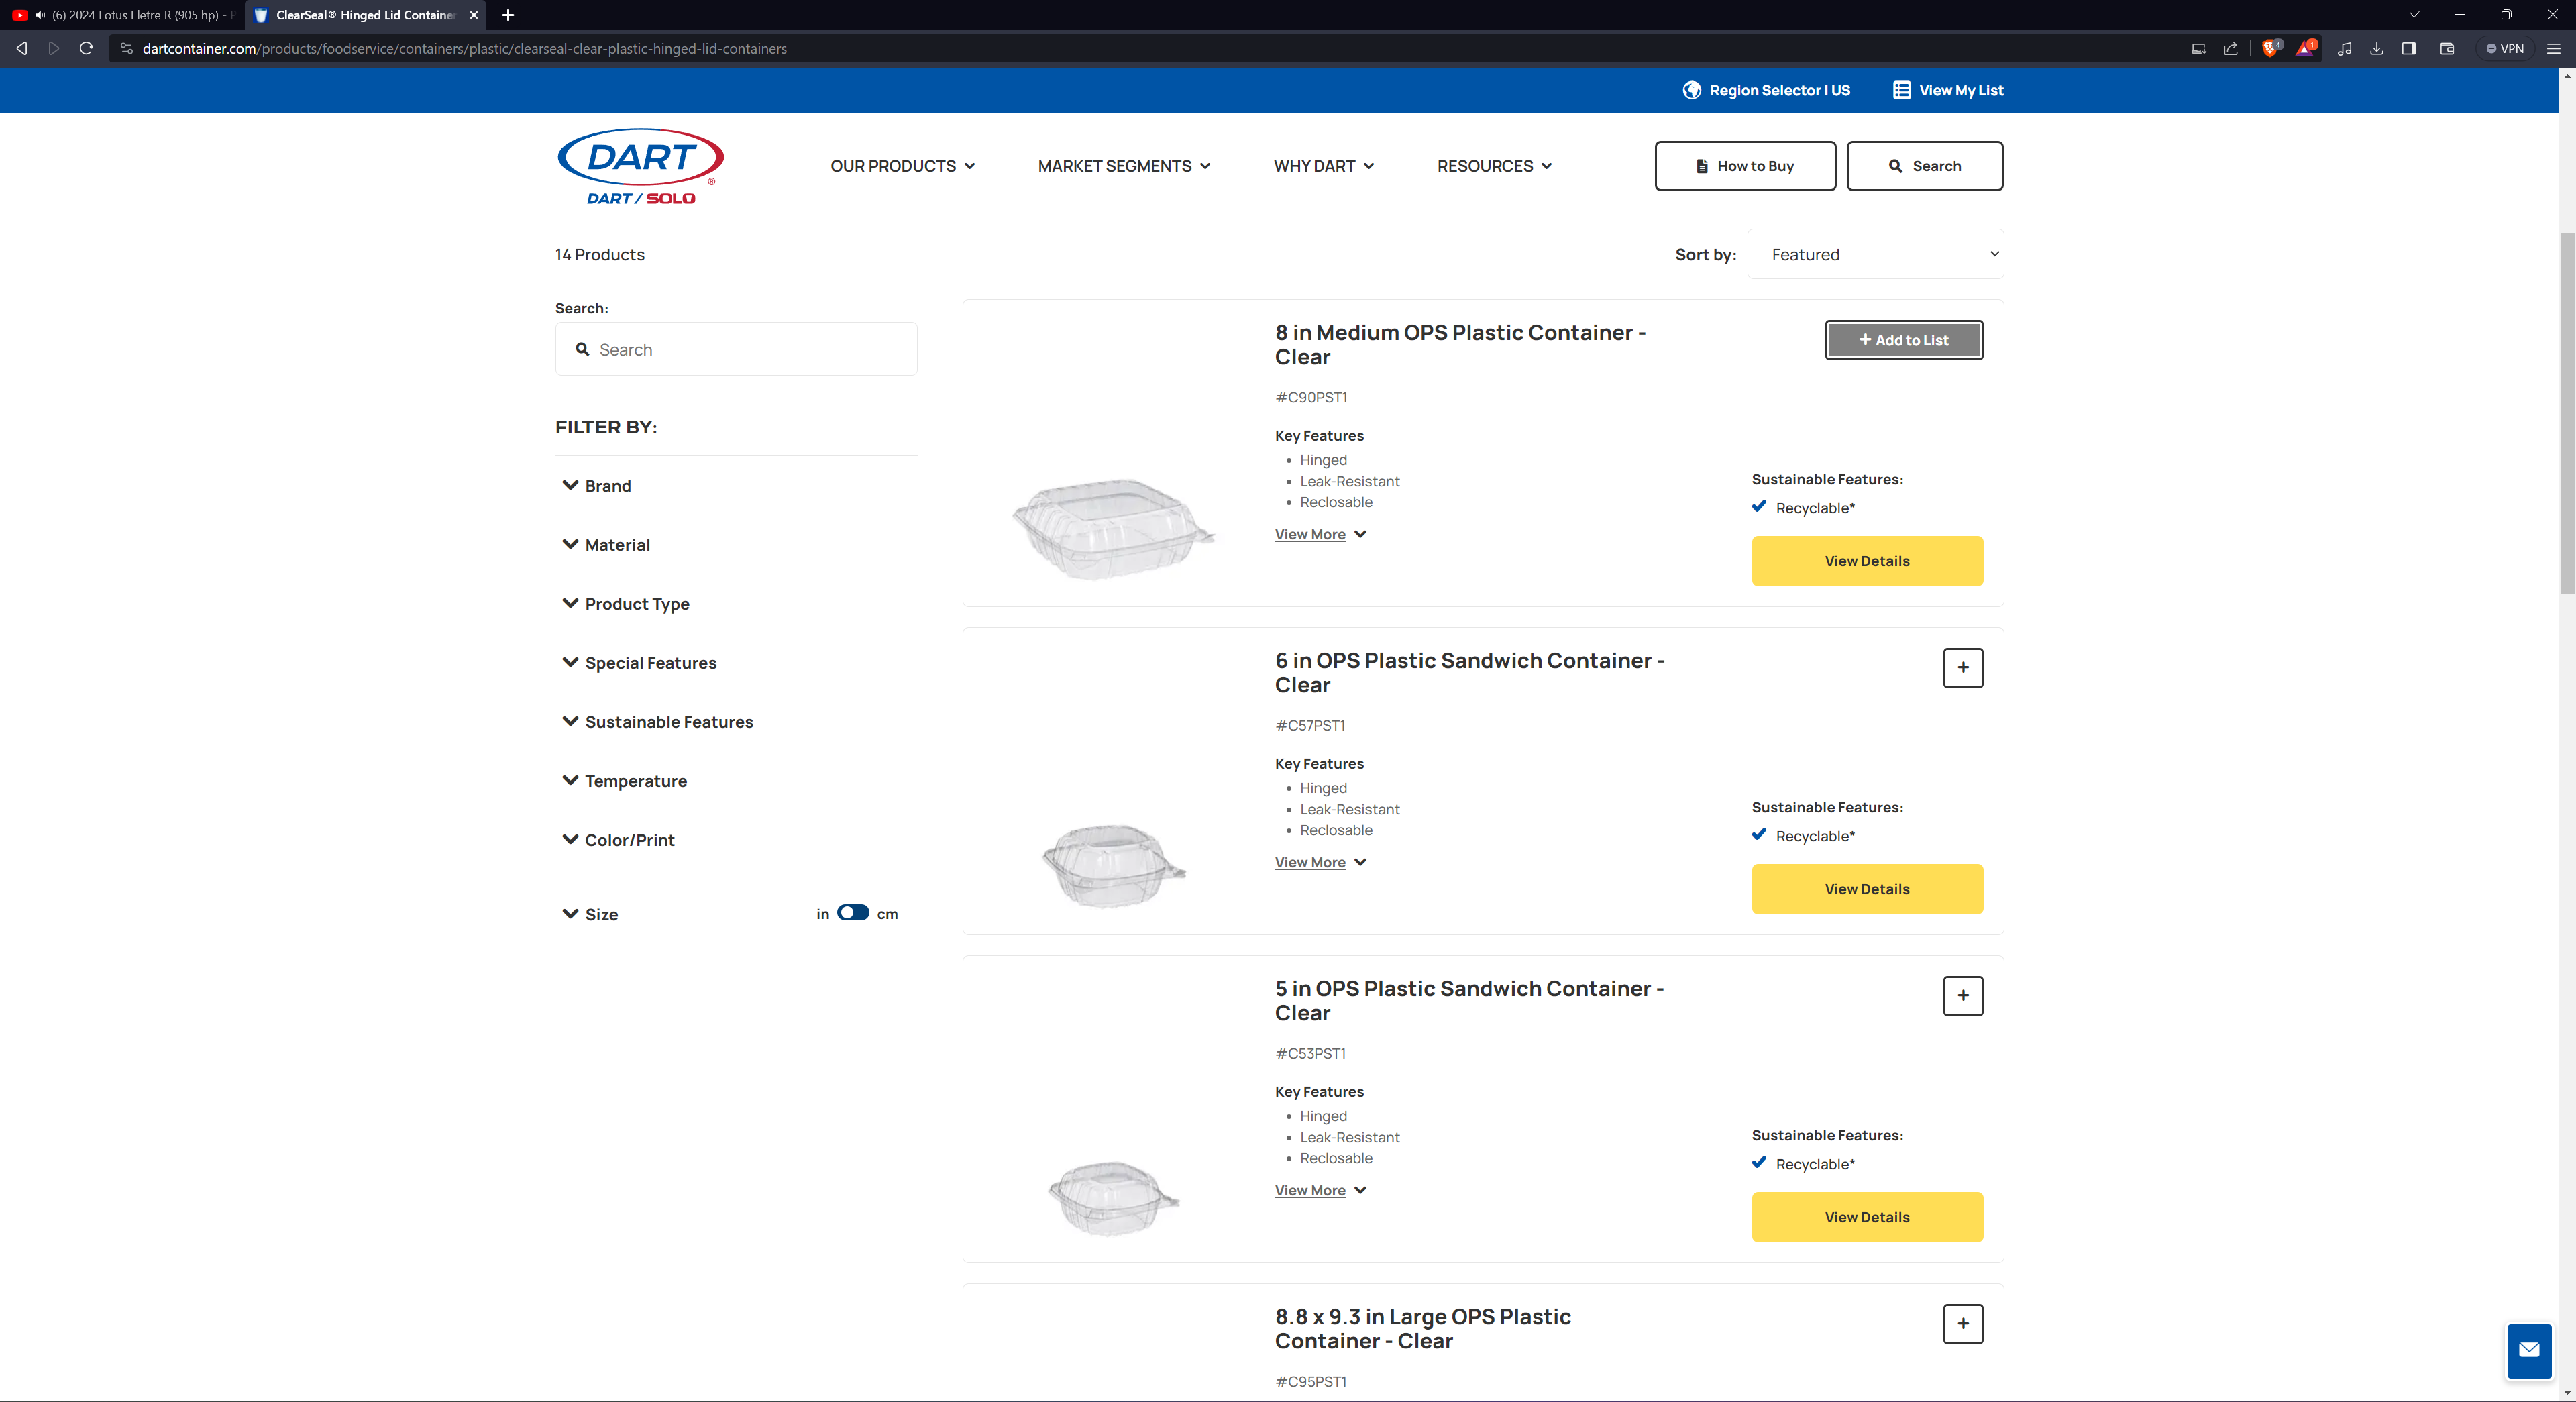 (6) 2024 Lotus Eletre R (905 hp) -
ClearSeal® Hinged Lid Container
dartcontainer.com/products/foodservice/containers/plastic/clearseal-clear-plastic-hinged-lid-containers
4
1
VPN
Region Selector | US
View My List
DART
®
DART / SOLO
OUR PRODUCTS
MARKET SEGMENTS
WHY DART
RESOURCES
How to Buy
Search
14 Products
Sort by:
Featured
Search:
Search
FILTER BY:
Brand
Material
Product Type
Special Features
Sustainable Features
Temperature
Color/Print
Size
in
cm
8 in Medium OPS Plastic Container -
Clear
+ Add to List
#C90PST1
Key Features
• Hinged
• Leak-Resistant
• Reclosable
View More
Sustainable Features:
Recyclable*
View Details
6 in OPS Plastic Sandwich Container -
Clear
+
#C57PST1
Key Features
• Hinged
• Leak-Resistant
• Reclosable
View More
Sustainable Features:
Recyclable*
View Details
5 in OPS Plastic Sandwich Container -
Clear
+
#C53PST1
Key Features
• Hinged
• Leak-Resistant
• Reclosable
View More
Sustainable Features:
Recyclable*
View Details
8.8 x 9.3 in Large OPS Plastic
Container - Clear
+
#C95PST1